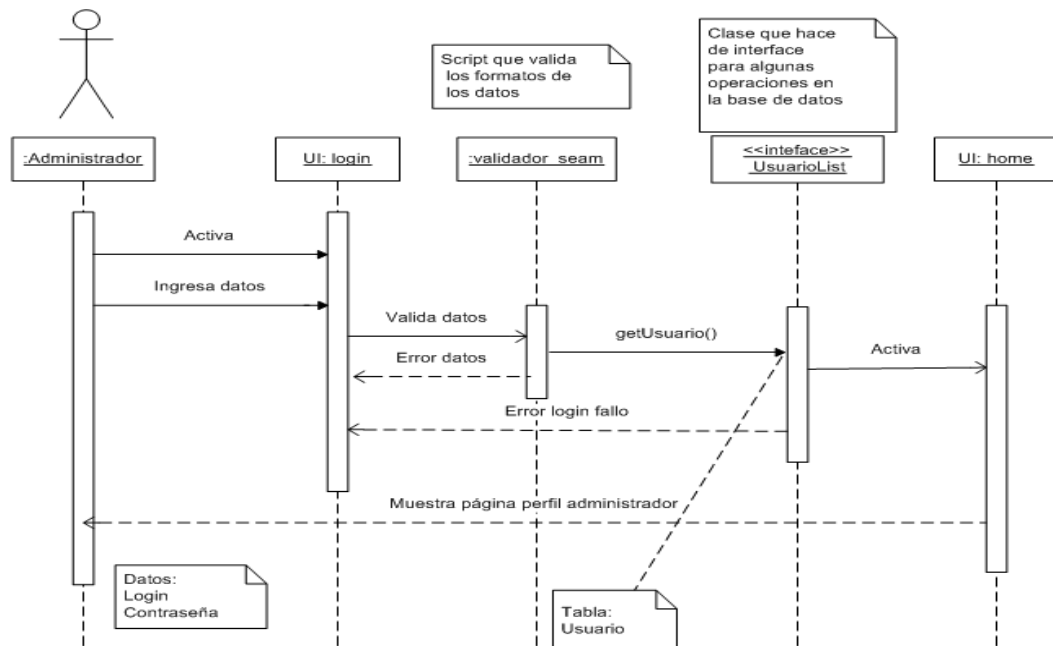 Script que valida
los formatos de
los datos
Clase que hace
de interface
para algunas
operaciones en
la base de datos
:Administrador
UI: login
:validador_seam
<<inteface>>
UsuarioList
UI: home
Activa
Ingresa datos
Valida datos
getUsuario()
Error datos
Activa
Error login fallo
Muestra página perfil administrador
Datos:
Login
Contraseña
Tabla:
Usuario